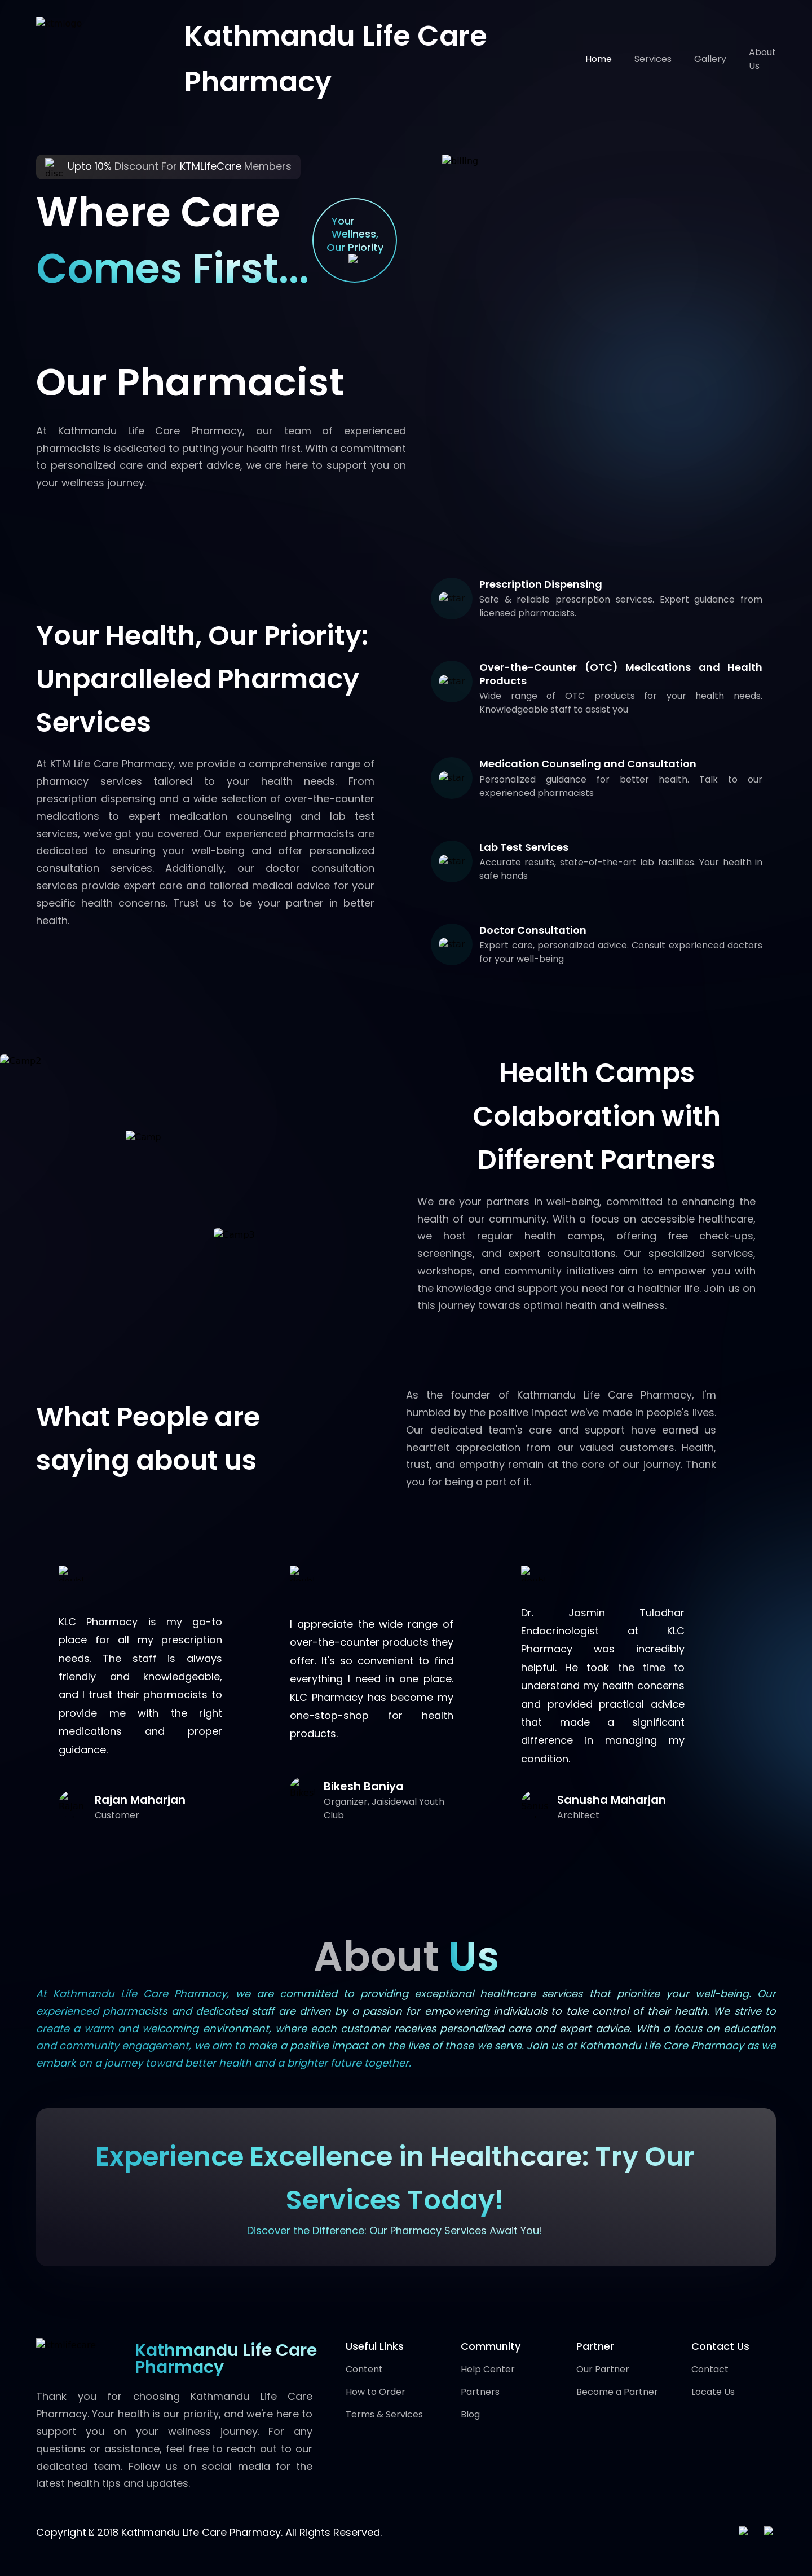 Kathmandu Life Care
Pharmacy
Home
Services
Gallery
About
Us
Upto 10% Discount For KTMLifeCare Members
Where Care
Comes First...
Your
Wellness,
Our Priority
Our Pharmacist
At Kathmandu Life Care Pharmacy, our team of experienced
pharmacists is dedicated to putting your health first. With a commitment
to personalized care and expert advice, we are here to support you on
your wellness journey.
Your Health, Our Priority:
Unparalleled Pharmacy
Services
At KTM Life Care Pharmacy, we provide a comprehensive range of
pharmacy services tailored to your health needs. From
prescription dispensing and a wide selection of over-the-counter
medications to expert medication counseling and lab test
services, we've got you covered. Our experienced pharmacists are
dedicated to ensuring your well-being and offer personalized
consultation services. Additionally, our doctor consultation
services provide expert care and tailored medical advice for your
specific health concerns. Trust us to be your partner in better
health.
Prescription Dispensing
Safe & reliable prescription services. Expert guidance from
licensed pharmacists.
Over-the-Counter (OTC) Medications and Health
Products
Wide range of OTC products for your health needs.
Knowledgeable staff to assist you
Medication Counseling and Consultation
Personalized guidance for better health. Talk to our
experienced pharmacists
Lab Test Services
Accurate results, state-of-the-art lab facilities. Your health in
safe hands
Doctor Consultation
Expert care, personalized advice. Consult experienced doctors
for your well-being
Health Camps
Colaboration with
Different Partners
We are your partners in well-being, committed to enhancing the
health of our community. With a focus on accessible healthcare,
we host regular health camps, offering free check-ups,
screenings, and expert consultations. Our specialized services,
workshops, and community initiatives aim to empower you with
the knowledge and support you need for a healthier life. Join us on
this journey towards optimal health and wellness.
What People are
saying about us
As the founder of Kathmandu Life Care Pharmacy, I'm
humbled by the positive impact we've made in people's lives.
Our dedicated team's care and support have earned us
heartfelt appreciation from our valued customers. Health,
trust, and empathy remain at the core of our journey. Thank
you for being a part of it.
KLC Pharmacy is my go-to
place for all my prescription
needs. The staff is always
friendly and knowledgeable,
and I trust their pharmacists to
provide me with the right
medications and proper
guidance.
Rajan Maharjan
Customer
I appreciate the wide range of
over-the-counter products they
offer. It's so convenient to find
everything I need in one place.
KLC Pharmacy has become my
one-stop-shop for health
products.
Bikesh Baniya
Organizer, Jaisidewal Youth
Club
Dr. Jasmin Tuladhar
Endocrinologist at KLC
Pharmacy was incredibly
helpful. He took the time to
understand my health concerns
and provided practical advice
that made a significant
difference in managing my
condition.
Sanusha Maharjan
Architect
About Us
At Kathmandu Life Care Pharmacy, we are committed to providing exceptional healthcare services that prioritize your well-being. Our
experienced pharmacists and dedicated staff are driven by a passion for empowering individuals to take control of their health. We strive to
create a warm and welcoming environment, where each customer receives personalized care and expert advice. With a focus on education
and community engagement, we aim to make a positive impact on the lives of those we serve. Join us at Kathmandu Life Care Pharmacy as we
embark on a journey toward better health and a brighter future together.
Experience Excellence in Healthcare: Try Our
Services Today!
Discover the Difference: Our Pharmacy Services Await You!
Kathmandu Life Care
Pharmacy
Thank you for choosing Kathmandu Life Care
Pharmacy. Your health is our priority, and we're here to
support you on your wellness journey. For any
questions or assistance, feel free to reach out to our
dedicated team. Follow us on social media for the
latest health tips and updates.
Useful Links
Content
How to Order
Terms & Services
Community
Help Center
Partners
Blog
Partner
Our Partner
Become a Partner
Contact Us
Contact
Locate Us
Copyright 2018 Kathmandu Life Care Pharmacy. All Rights Reserved.